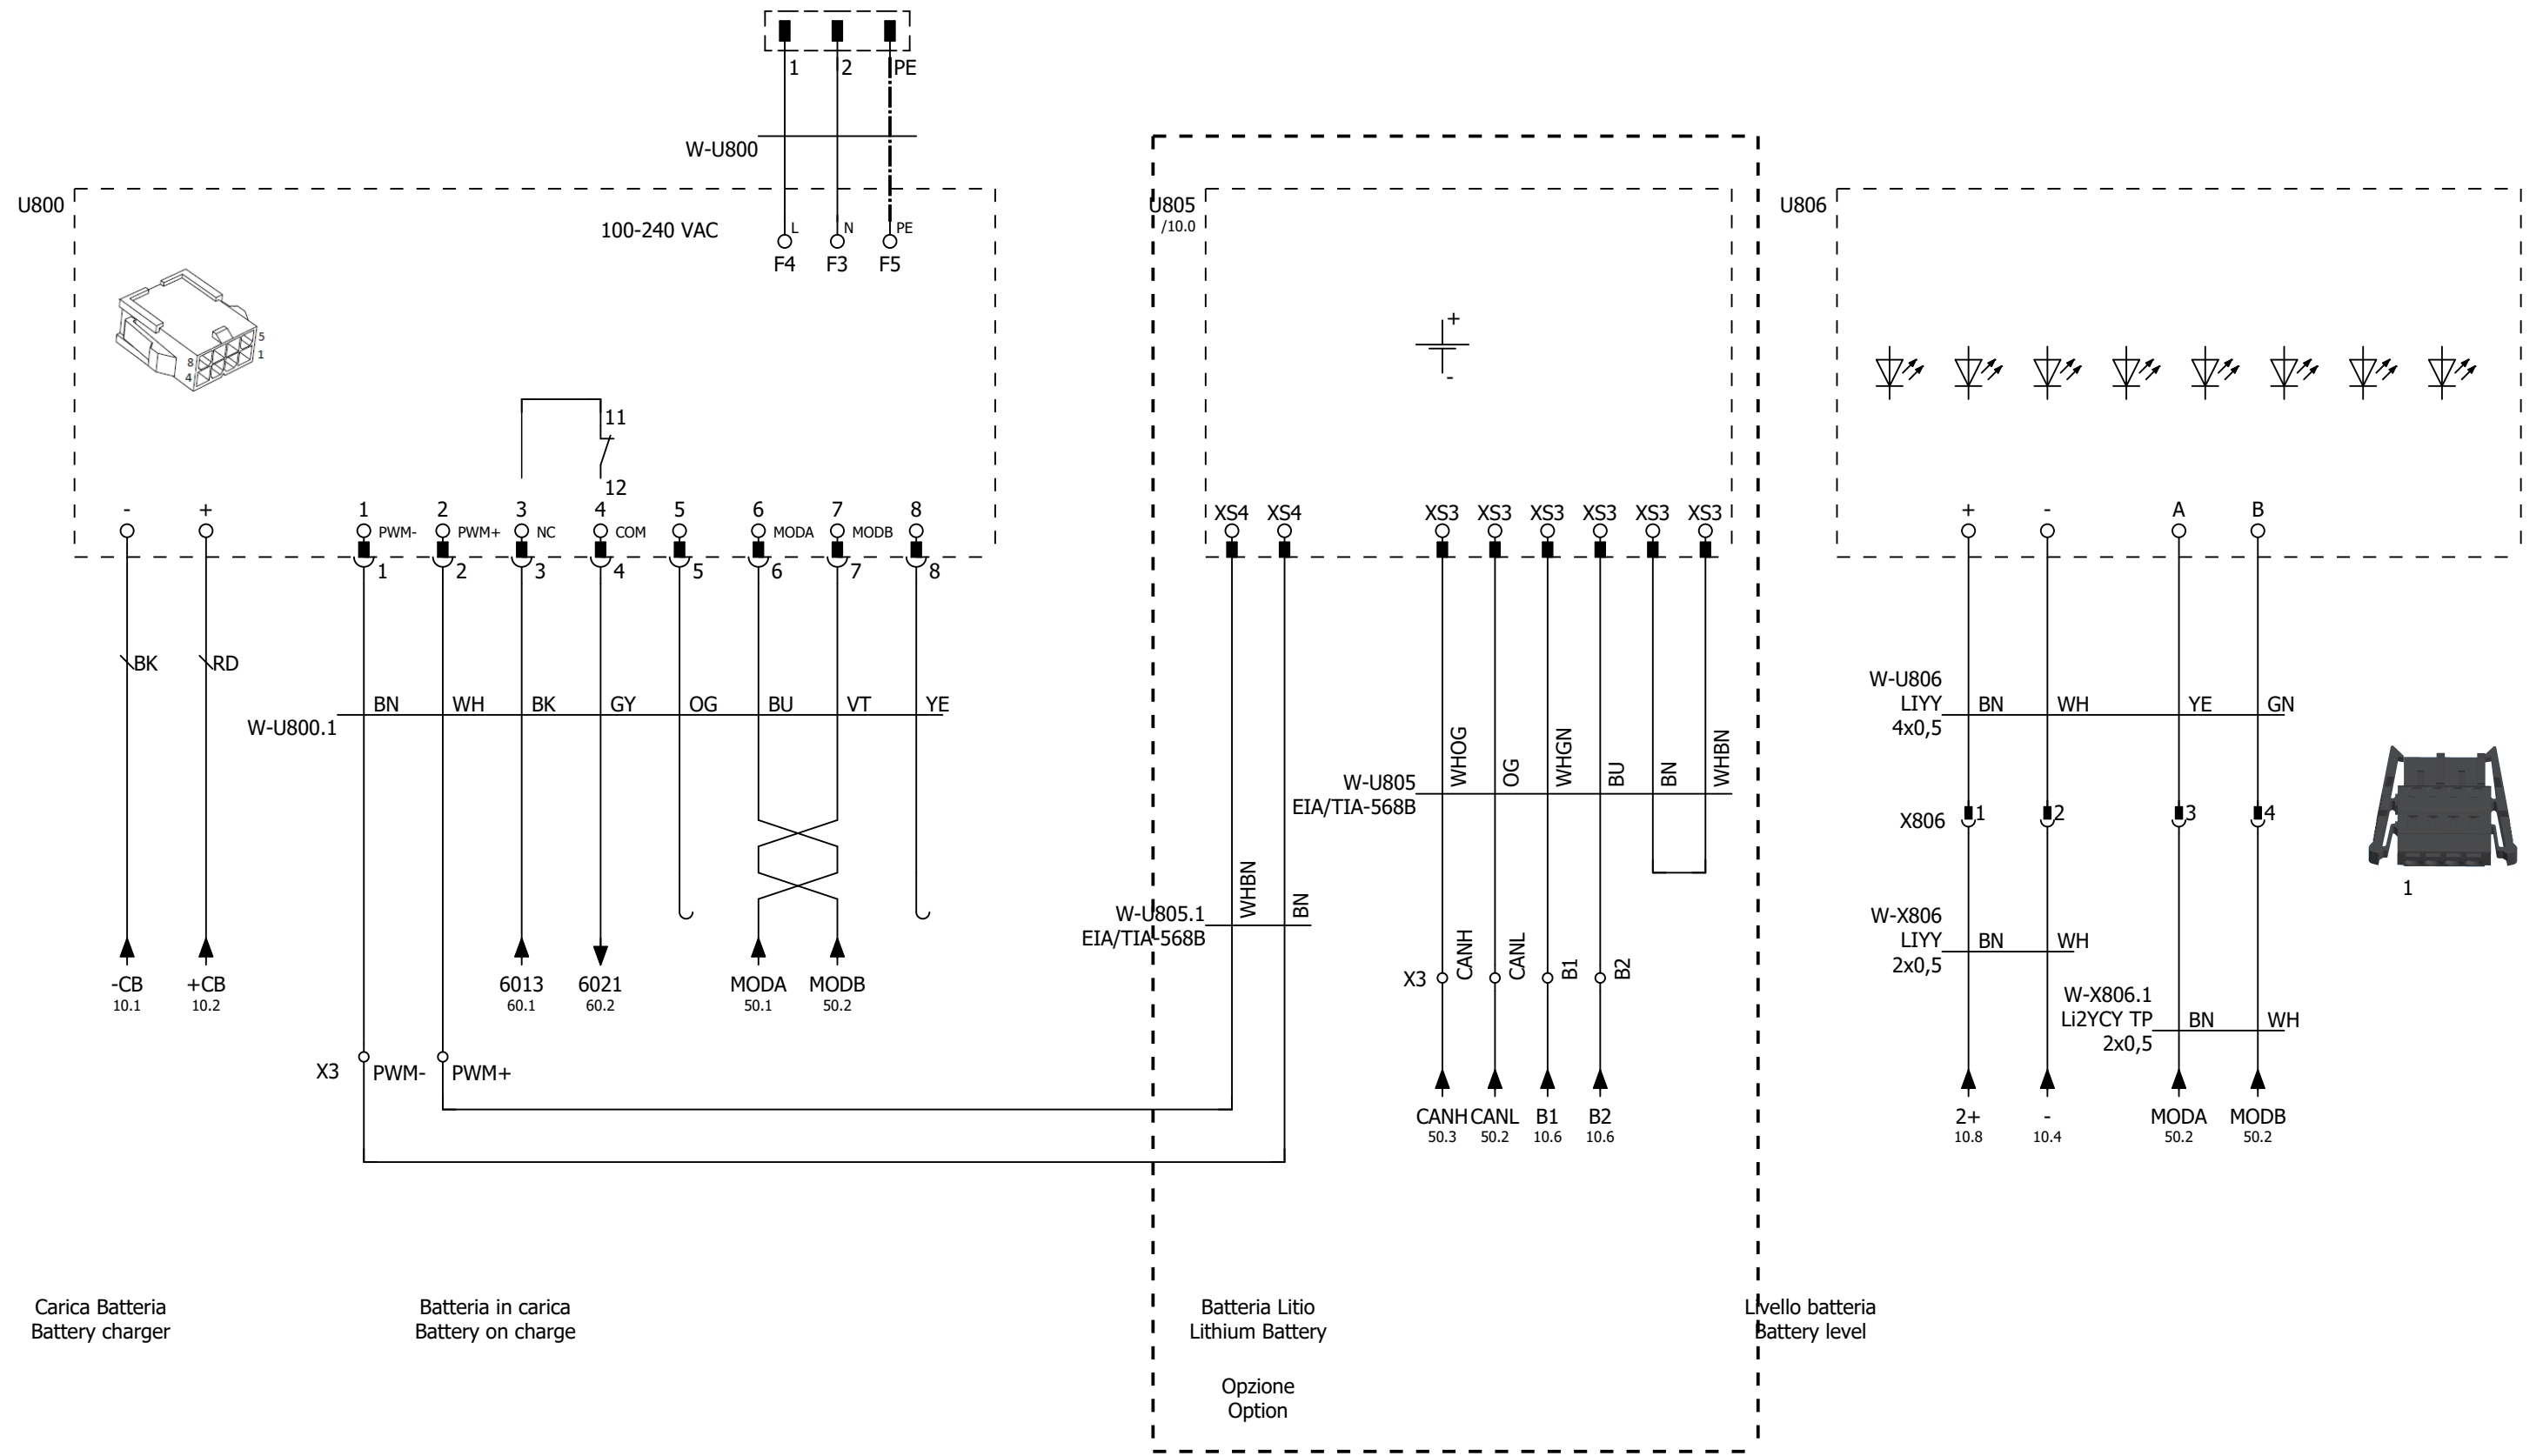 1 2 PE
W-U800
U800
100-240 VAC
L N PE
F4 F3 F5
5
1
8
4
11
12
- +
1 2 3 4 5 6 7 8
PWM- PWM+ NC COM MODA MODB
1 2 3 4 5 6 7 8
BK RD
W-U800.1
BN WH BK GY OG BU VT YE
-CB +CB 6013 6021 MODA MODB
10.1 10.2 60.1 60.2 50.1 50.2
X3 PWM- PWM+
U805
/10.0
+
-
XS4 XS4 XS3 XS3 XS3 XS3 XS3 XS3
W-U805
EIA/TIA-568B
WHOG OG WHGN BU BN WHBN
W-U805.1
EIA/TIA-568B
WHBN BN
X3 CANH CANL B1 B2
CANH CANL B1 B2
50.3 50.2 10.6 10.6
U806
+ - A B
W-U806
LIYY
4x0,5
BN WH YE GN
X806 1 2 3 4
1
W-X806
LIYY
2x0,5
BN WH
W-X806.1
Li2YCY TP
2x0,5
BN WH
2+ - MODA MODB
10.8 10.4 50.2 50.2
Carica Batteria
Battery charger
Batteria in carica
Battery on charge
Batteria Litio
Lithium Battery
Opzione
Option
Livello batteria
Battery level